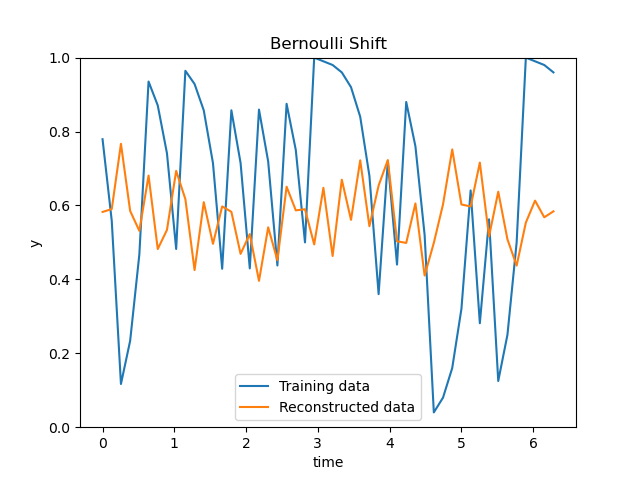 Bernoulli Shift
1.0
0.8
0.6
0.4
0.2
0.0
y
Training data
Reconstructed data
0 1 2 3 4 5 6
time